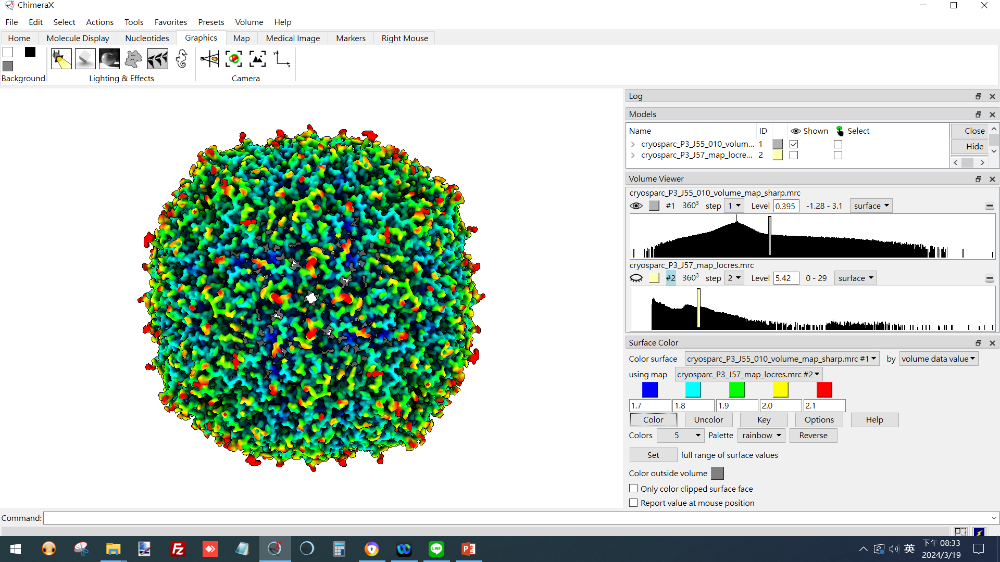 ChimeraX
File Edit Select Actions Tools Favorites Presets Volume Help
Home Molecule Display Nucleotides Graphics Map Medical Image Markers Right Mouse
y
x
Background Lighting & Effects Camera
Log
Models
Name ID Shown Select
Close
cryosparc_P3_J55_010_volum... 1
cryosparc_P3_J57_map_locre... 2
Hide
Volume Viewer
cryosparc_P3_J55_010_volume_map_sharp.mrc
#1 360³ step 1 Level 0.395 -1.28 - 3.1 surface
cryosparc_P3_J57_map_locres.mrc
#2 360³ step 2 Level 5.42 0 - 29 surface
Surface Color
Color surface cryosparc_P3_J55_010_volume_map_sharp.mrc #1 by volume data value
using map cryosparc_P3_J57_map_locres.mrc #2
1.7 1.8 1.9 2.0 2.1
Color Uncolor Key Options Help
Colors 5 Palette rainbow Reverse
Set full range of surface values
Color outside volume
Only color clipped surface face
Report value at mouse position
Command:
Fz
LINE
P
英
下午 08:33
2024/3/19